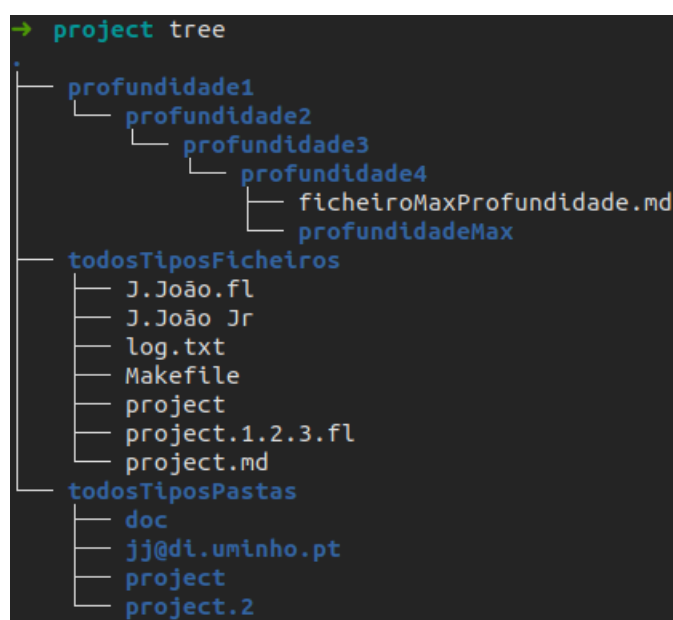 → project tree
.
├── profundidade1
│   └── profundidade2
│       └── profundidade3
│           └── profundidade4
│               ├── ficheiroMaxProfundidade.md
│               └── profundidadeMax
├── todosTiposFicheiros
│   ├── J.João.fl
│   ├── J.João Jr
│   ├── log.txt
│   ├── Makefile
│   ├── project
│   ├── project.1.2.3.fl
│   └── project.md
└── todosTiposPastas
    ├── doc
    ├── jj@di.uminho.pt
    ├── project
    └── project.2